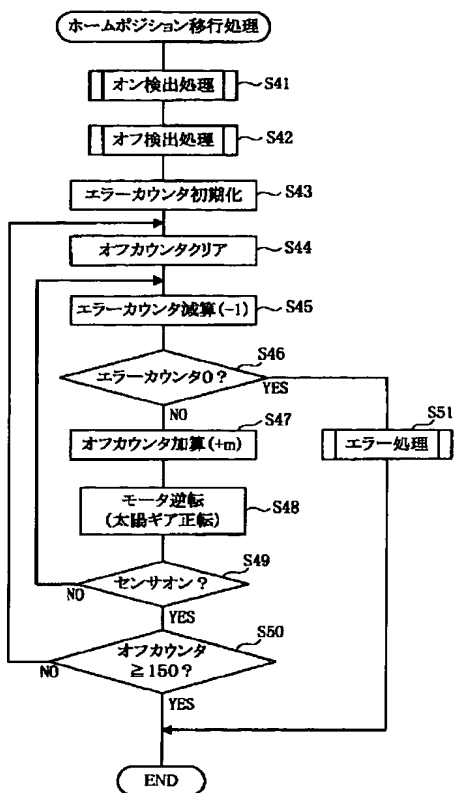 ホームポジション移行処理
オン検出処理
S41
オフ検出処理
S42
エラーカウンタ初期化
S43
オフカウンタクリア
S44
エラーカウンタ減算(-1)
S45
エラーカウンタ0?
S46
YES
NO
オフカウンタ加算(+m)
S47
エラー処理
S51
モータ逆転
(太陽ギア正転)
S48
センサオン?
S49
NO
YES
オフカウンタ
≧150?
S50
NO
YES
END